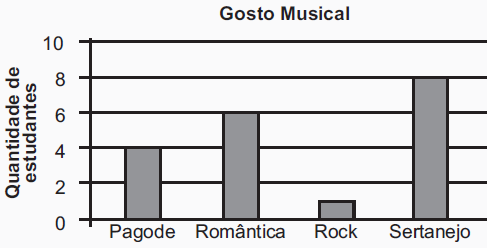 Gosto Musical
Quantidade de
estudantes
10
8
6
4
2
0
Pagode Romântica Rock Sertanejo